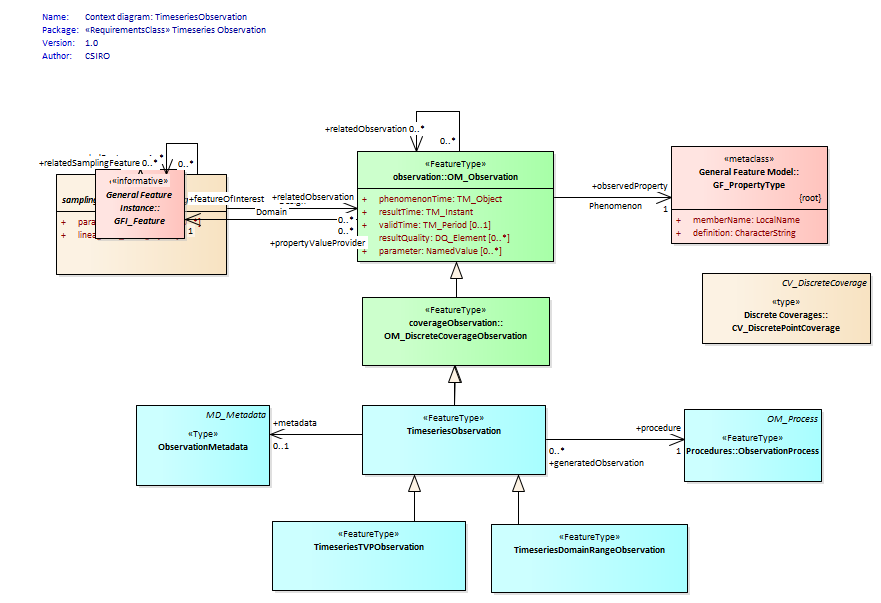 Name: Context diagram: TimeseriesObservation
Package: «RequirementsClass» Timeseries Observation
Version: 1.0
Author: CSIRO
+relatedObservation 0..*
0..*
+relatedSamplingFeature 0..*
0..*
«informative»
General Feature
Instance::
GFI_Feature
sampling
+ para
+ line
+featureOfInterest
1
+relatedObservation
Domain
0..*
0..*
+propertyValueProvider
«FeatureType»
observation::OM_Observation
+ phenomenonTime: TM_Object
+ resultTime: TM_Instant
+ validTime: TM_Period [0..1]
+ resultQuality: DQ_Element [0..*]
+ parameter: NamedValue [0..*]
+observedProperty
Phenomenon
1
«metaclass»
General Feature Model::
GF_PropertyType
{root}
+ memberName: LocalName
+ definition: CharacterString
CV_DiscreteCoverage
«type»
Discrete Coverages::
CV_DiscretePointCoverage
«FeatureType»
coverageObservation::
OM_DiscreteCoverageObservation
MD_Metadata
«Type»
ObservationMetadata
+metadata
0..1
«FeatureType»
TimeseriesObservation
+procedure
0..*
1
+generatedObservation
OM_Process
«FeatureType»
Procedures::ObservationProcess
«FeatureType»
TimeseriesTVPObservation
«FeatureType»
TimeseriesDomainRangeObservation